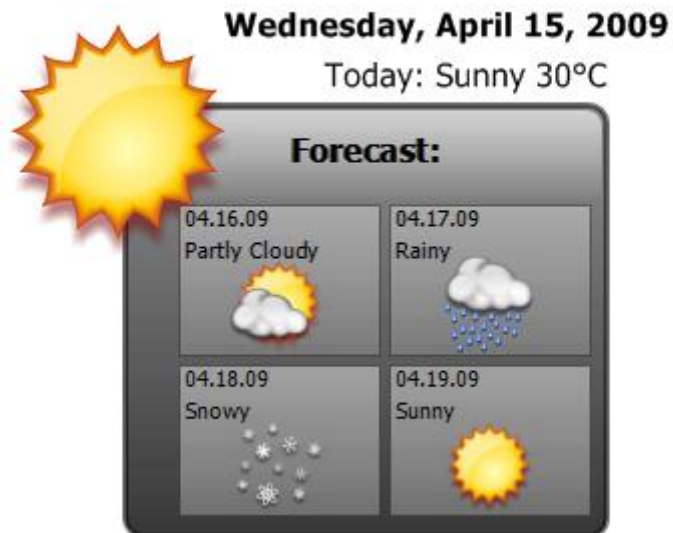 Wednesday, April 15, 2009
Today: Sunny 30°C
Forecast:
04.16.09
Partly Cloudy
04.17.09
Rainy
04.18.09
Snowy
04.19.09
Sunny